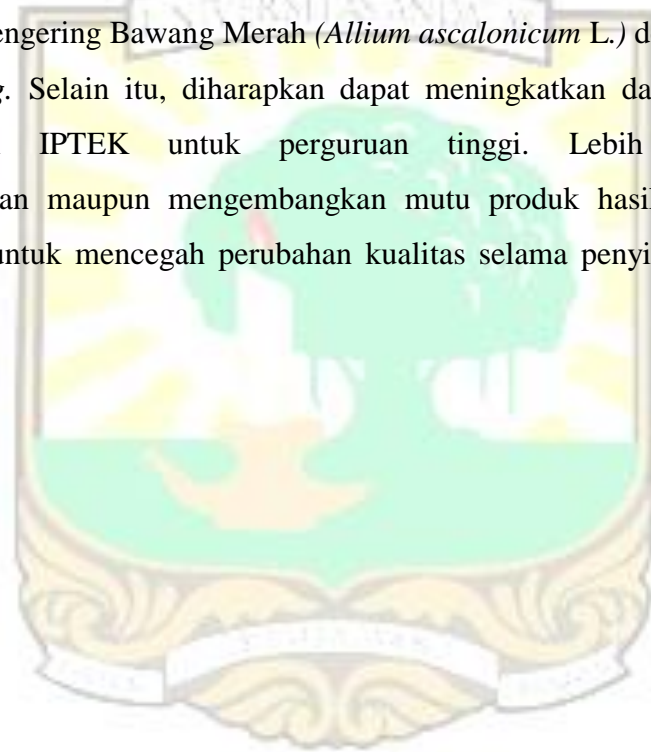 engering Bawang Merah (Allium ascalonicum L.) d
g. Selain itu, diharapkan dapat meningkatkan da
IPTEK untuk perguruan tinggi. Lebih
an maupun mengembangkan mutu produk hasil
untuk mencegah perubahan kualitas selama penyi